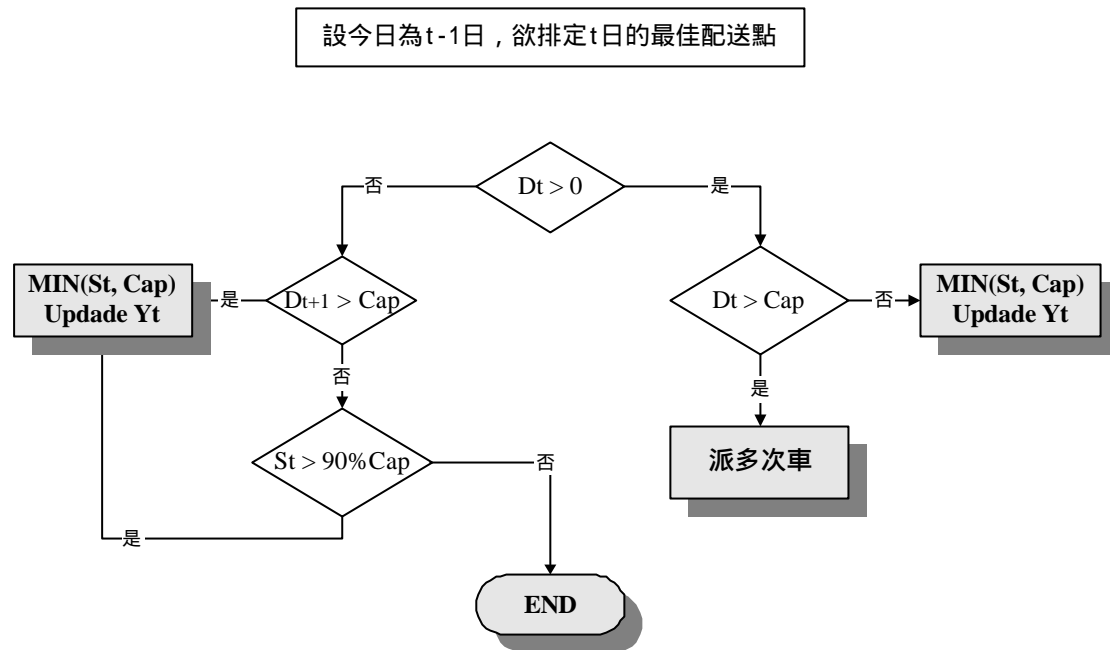 設今日為t-1日，欲排定t日的最佳配送點
Dt > 0
否
是
MIN(St, Cap)
Updade Yt
是
Dt+1 > Cap
Dt > Cap
否
MIN(St, Cap)
Updade Yt
否
是
St > 90%Cap
否
派多次車
是
END